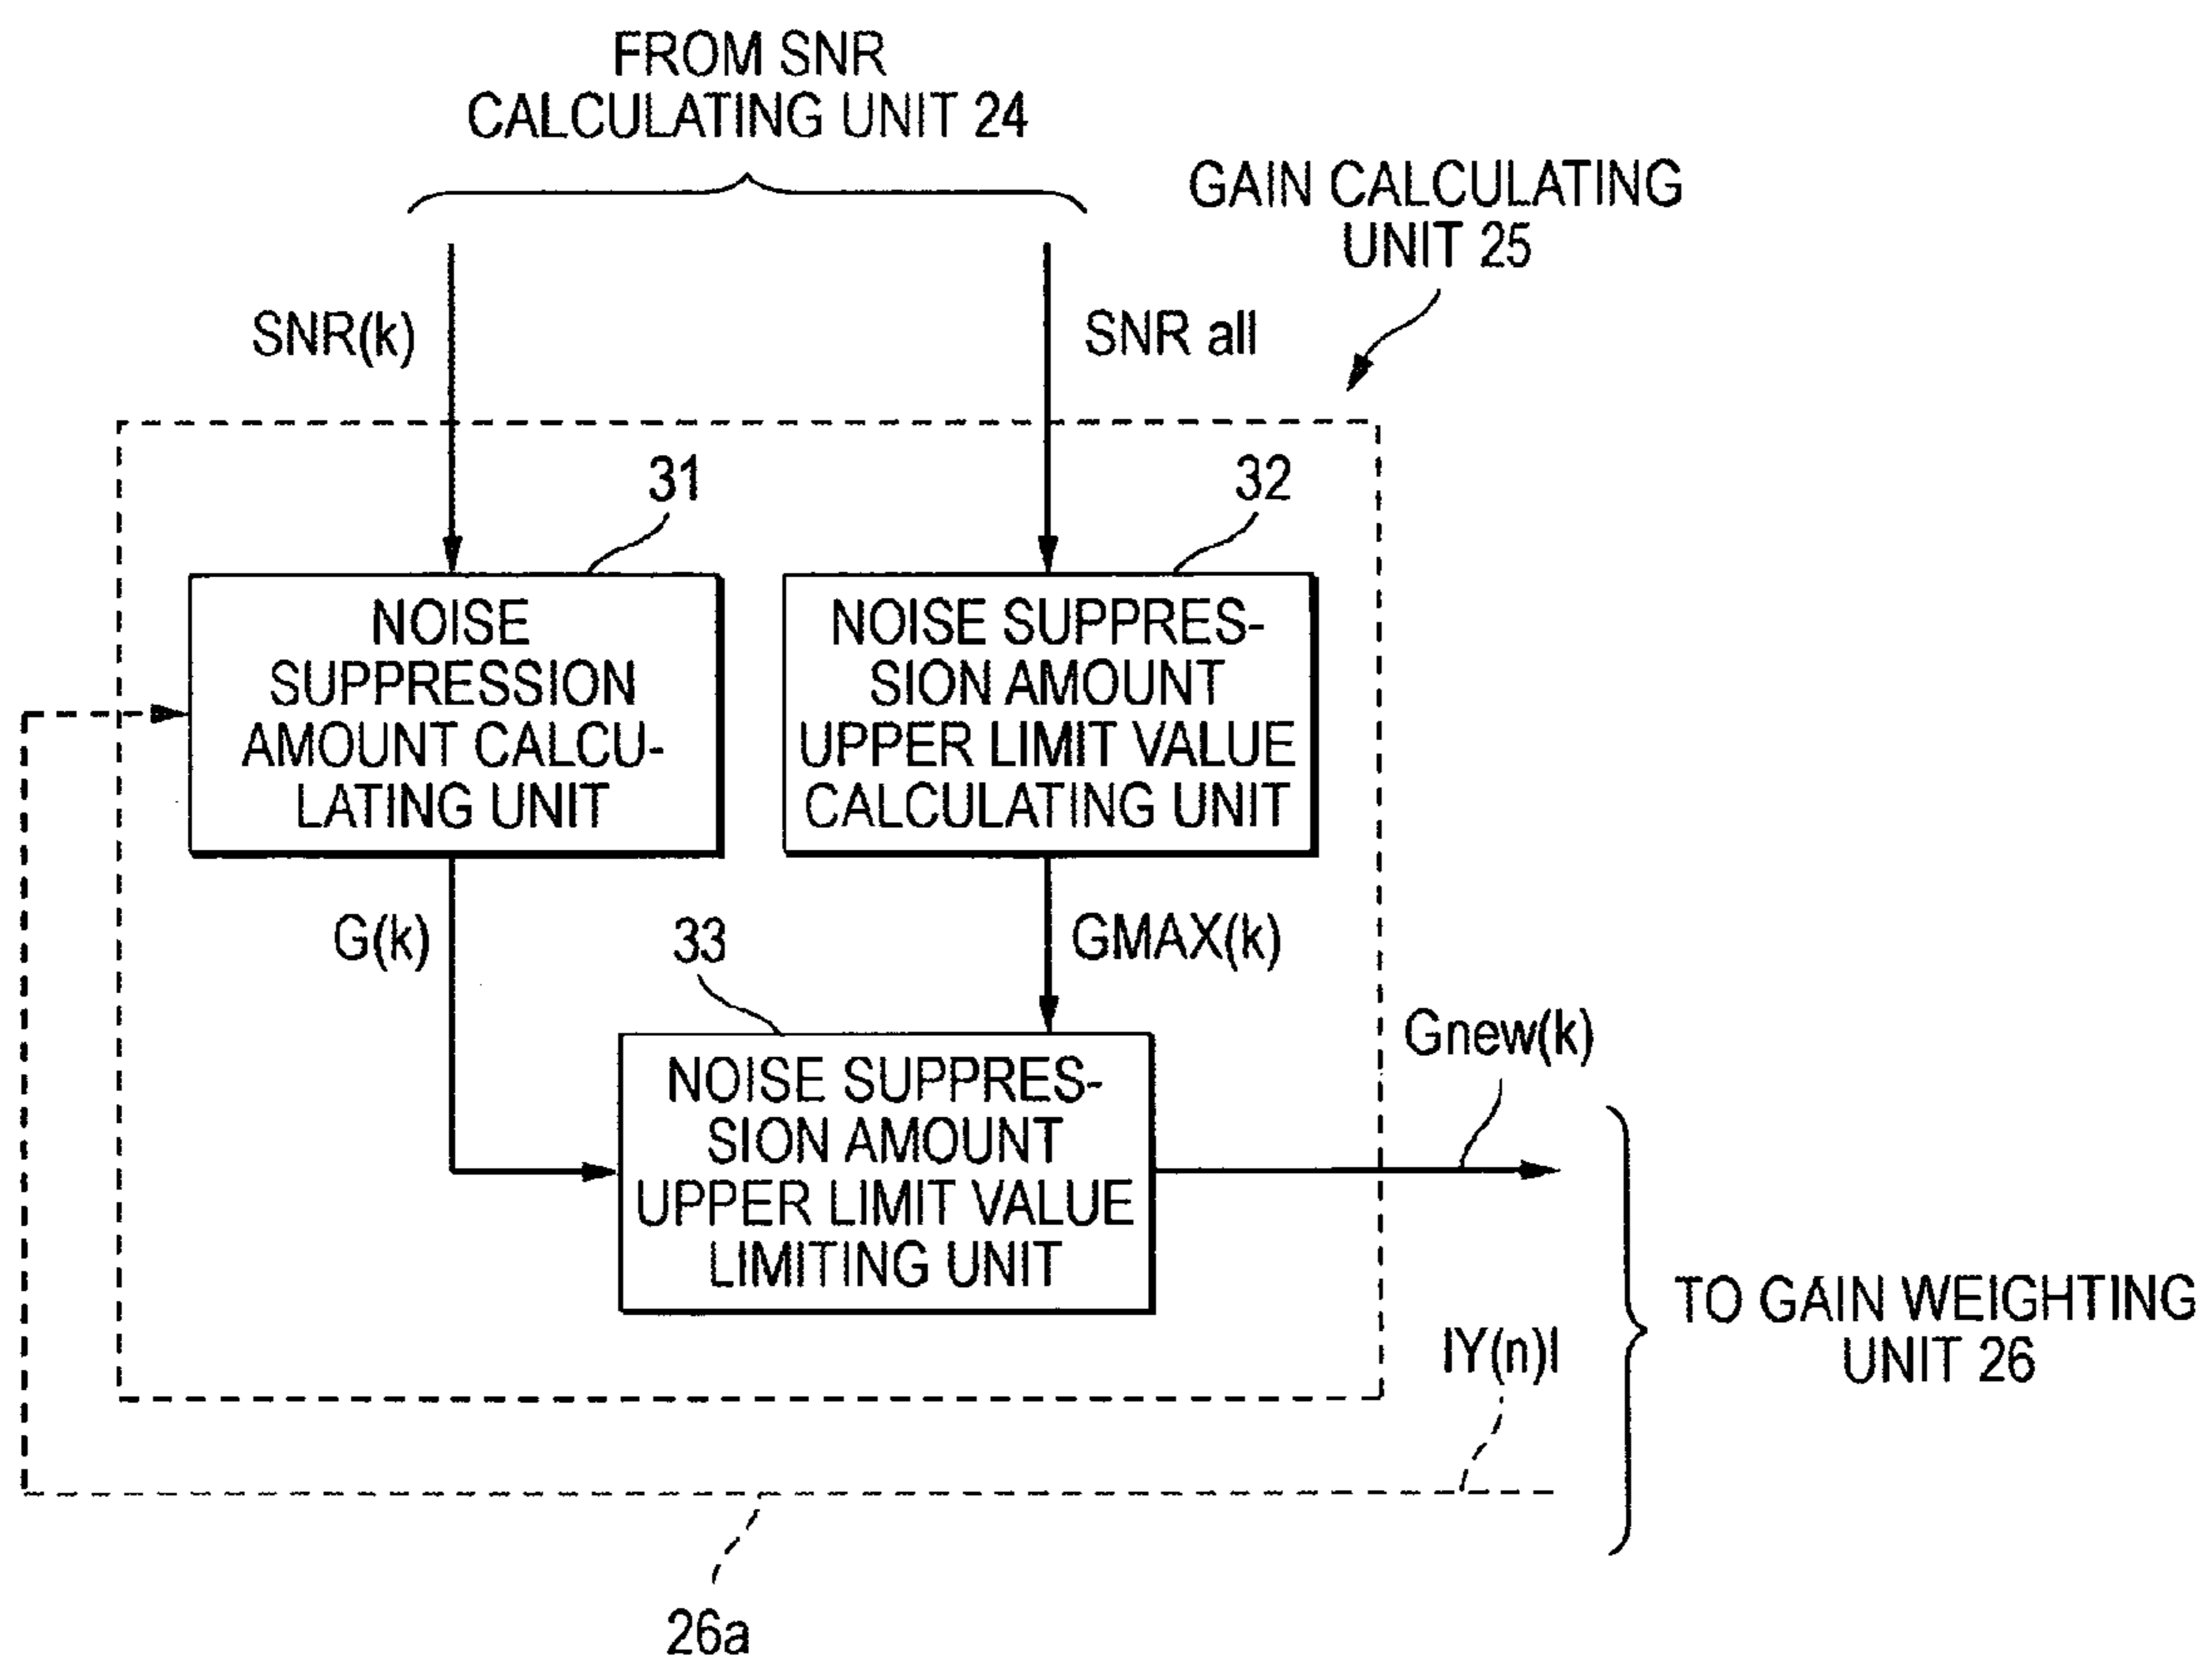 FROM SNR
CALCULATING UNIT 24
GAIN CALCULATING
UNIT 25
SNR(k)
SNR all
31
32
NOISE
SUPPRESSION
AMOUNT CALCU-
LATING UNIT
NOISE SUPPRES-
SION AMOUNT
UPPER LIMIT VALUE
CALCULATING UNIT
G(k)
33
GMAX(k)
NOISE SUPPRES-
SION AMOUNT
UPPER LIMIT VALUE
LIMITING UNIT
Gnew(k)
|Y(n)|
TO GAIN WEIGHTING
UNIT 26
26a